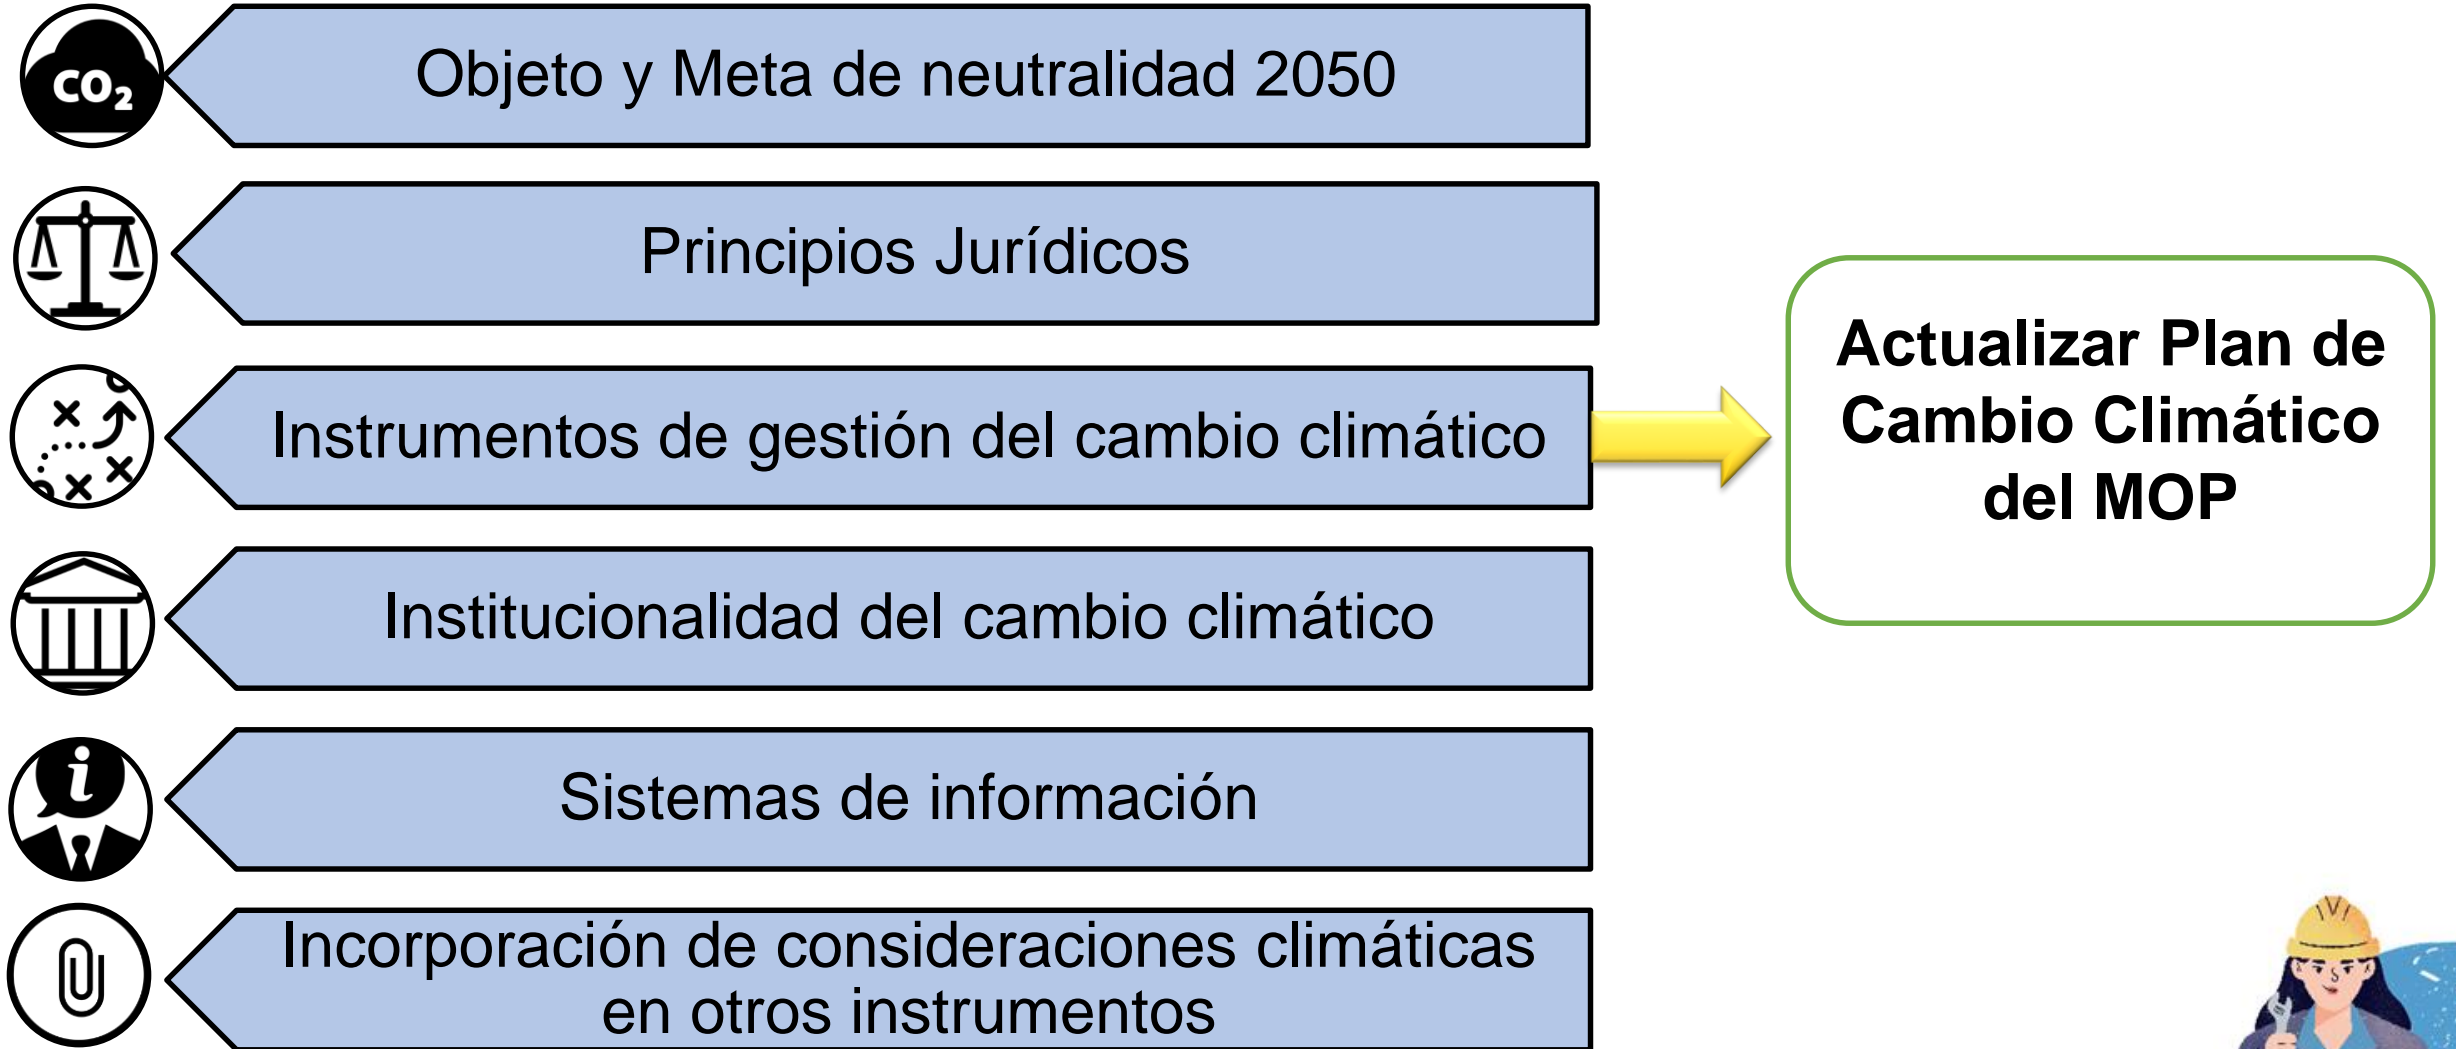 CO₂
Objeto y Meta de neutralidad 2050
Principios Jurídicos
Instrumentos de gestión del cambio climático
Actualizar Plan de
Cambio Climático
del MOP
Institucionalidad del cambio climático
i
Sistemas de información
Incorporación de consideraciones climáticas
en otros instrumentos